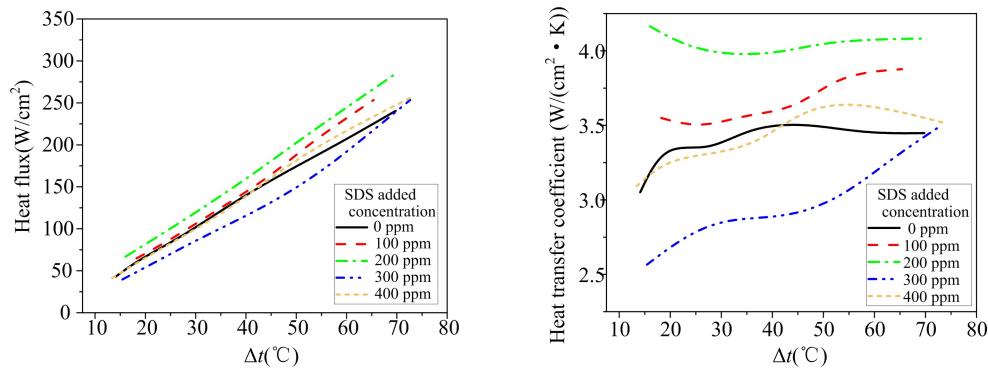 Heat flux(W/cm²)
350
300
250
200
150
100
50
0
SDS added
concentration
0 ppm
100 ppm
200 ppm
300 ppm
400 ppm
10 20 30 40 50 60 70 80
Δt(℃)
Heat transfer coefficient (W/(cm²•K))
4.0
3.5
3.0
2.5
SDS added
concentration
0 ppm
100 ppm
200 ppm
300 ppm
400 ppm
10 20 30 40 50 60 70 80
Δt(℃)